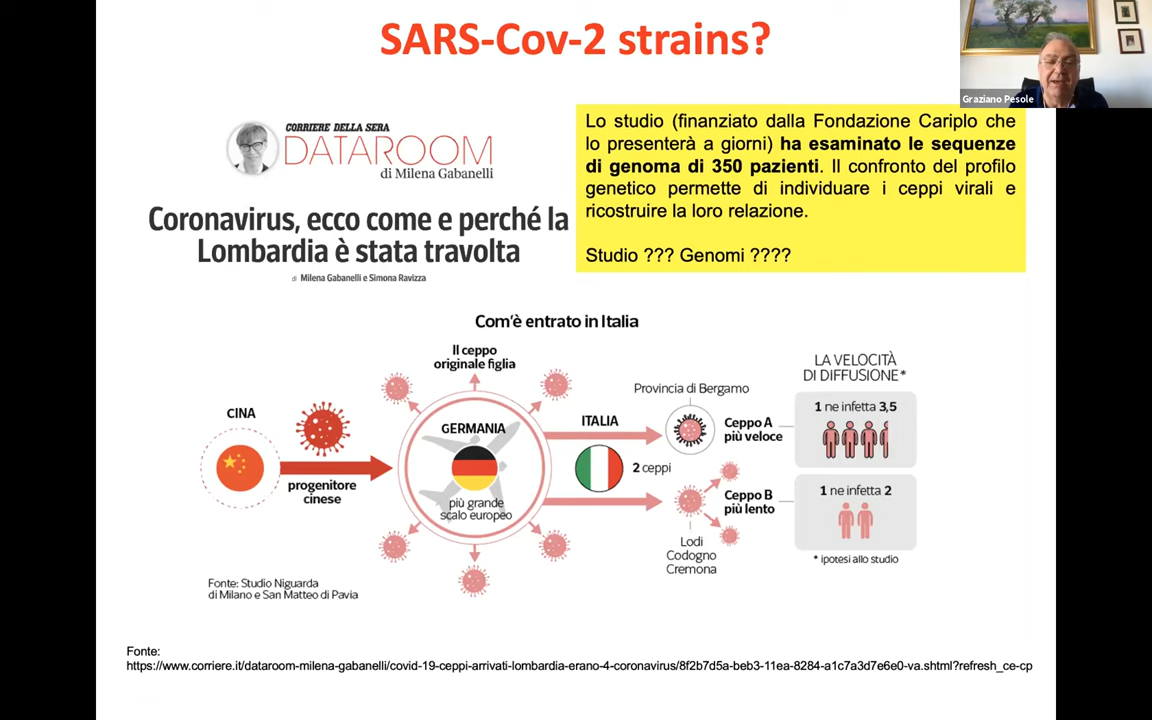 SARS-Cov-2 strains?
Graziano Pesole
CORRIERE DELLA SERA
DATAROOM
di Milena Gabanelli
Coronavirus, ecco come e perché la
Lombardia è stata travolta
di Milena Gabanelli e Simona Ravizza
Lo studio (finanziato dalla Fondazione Cariplo che
lo presenterà a giorni) ha esaminato le sequenze
di genoma di 350 pazienti. Il confronto del profilo
genetico permette di individuare i ceppi virali e
ricostruire la loro relazione.
Studio ??? Genomi ????
Com'è entrato in Italia
CINA
progenitore
cinese
Il ceppo
originale figlia
GERMANIA
più grande
scalo europeo
ITALIA
2 ceppi
Provincia di Bergamo
Ceppo A
più veloce
Ceppo B
più lento
Lodi
Codogno
Cremona
LA VELOCITÀ
DI DIFFUSIONE*
1 ne infetta 3,5
1 ne infetta 2
* ipotesi allo studio
Fonte: Studio Niguarda
di Milano e San Matteo di Pavia
Fonte:
https://www.corriere.it/dataroom-milena-gabanelli/covid-19-ceppi-arrivati-lombardia-erano-4-coronavirus/8f2b7d5a-beb3-11ea-8284-a1c7a3d7e6e0-va.shtml?refresh_ce-cp